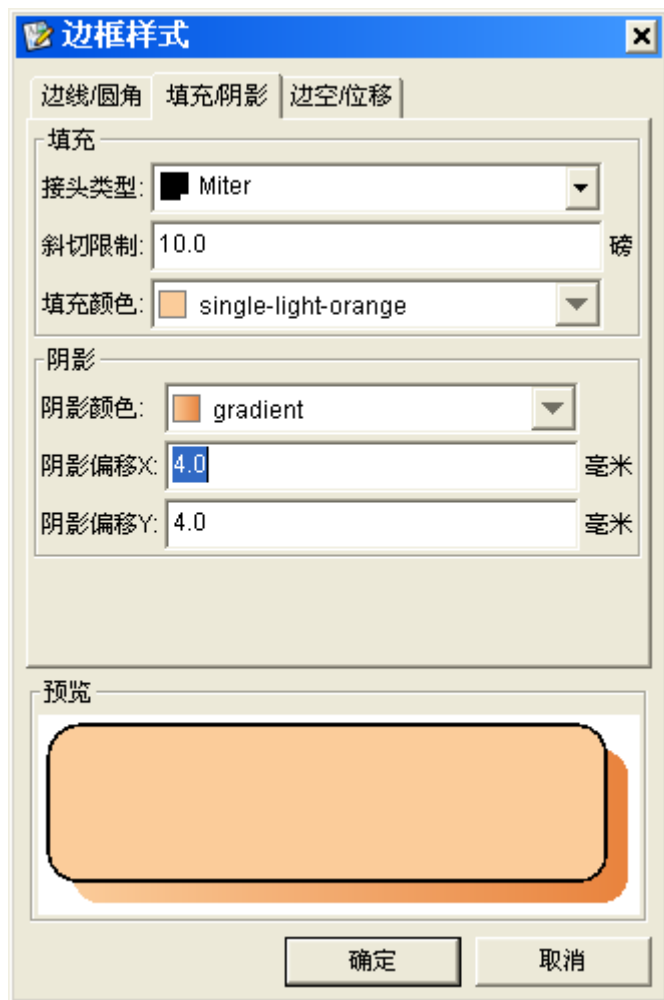 边框样式
边线/圆角 填充/阴影 边空/位移
填充
接头类型: Miter
斜切限制: 10.0 磅
填充颜色: single-light-orange
阴影
阴影颜色: gradient
阴影偏移X: 4.0 毫米
阴影偏移Y: 4.0 毫米
预览
确定 取消